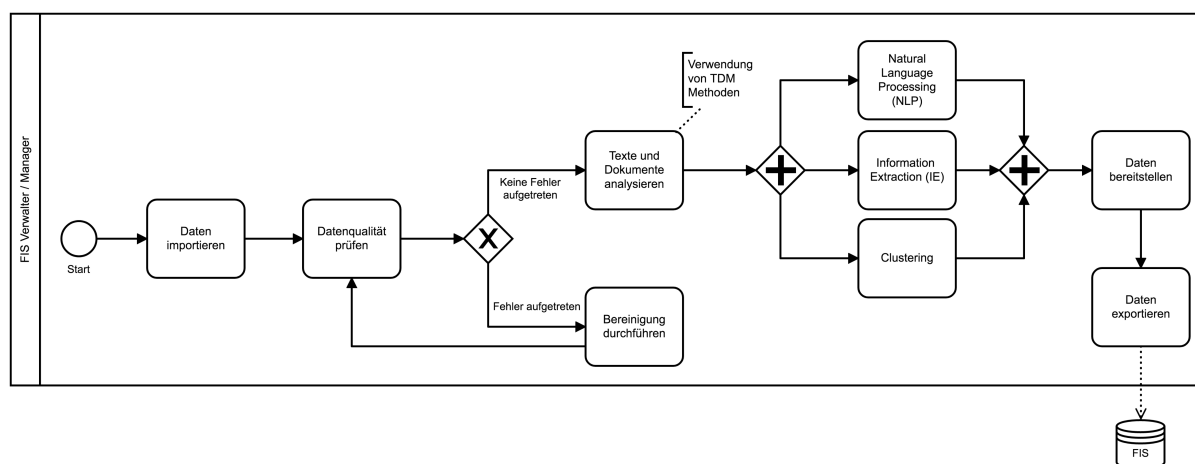 FIS Verwalter / Manager
Start
Daten
importieren
Datenqualität
prüfen
X
Keine Fehler
aufgetreten
Fehler aufgetreten
Texte und
Dokumente
analysieren
Bereinigung
durchführen
Verwendung
von TDM
Methoden
Natural
Language
Processing
(NLP)
Information
Extraction (IE)
Clustering
Daten
bereitstellen
Daten
exportieren
FIS